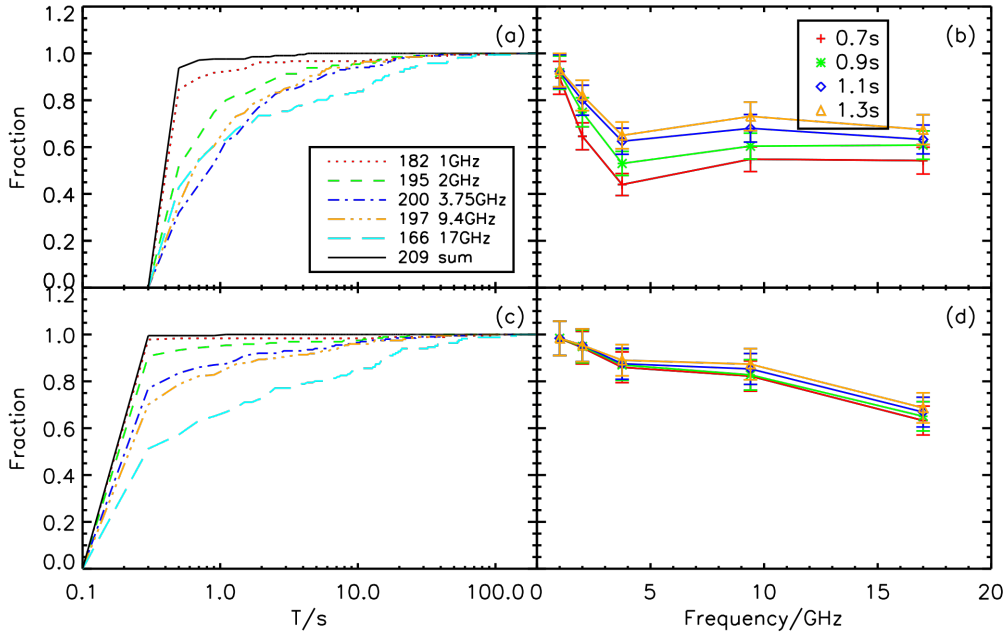 1.2
1.0
0.8
0.6
0.4
0.2
0.0
Fraction
(a)
182 1GHz
195 2GHz
200 3.75GHz
197 9.4GHz
166 17GHz
209 sum
(b)
0.7s
0.9s
1.1s
1.3s
1.2
1.0
0.8
0.6
0.4
0.2
0.0
Fraction
(c)
0.1
1.0
10.0
100.0
T/s
(d)
0
5
10
15
20
Frequency/GHz